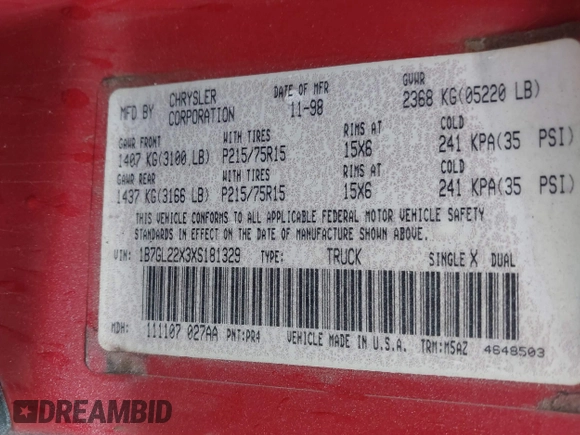 MFD BY CHRYSLER CORPORATION DATE OF MFR 11-98 GVWR 2368 KG(05220 LB)
GAWR FRONT WITH TIRES RIMS AT COLD
1407 KG(3100 LB) P215/75R15 15X6 241 KPA(35 PSI)
GAWR REAR WITH TIRES RIMS AT COLD
1437 KG(3166 LB) P215/75R15 15X6 241 KPA(35 PSI)
THIS VEHICLE CONFORMS TO ALL APPLICABLE FEDERAL MOTOR VEHICLE SAFETY
STANDARDS IN EFFECT ON THE DATE OF MANUFACTURE SHOWN ABOVE.
VIN: 1B7GL22X3XS181329 TYPE: TRUCK SINGLE X DUAL
MDH: 111107 027AA PNT:PR4 VEHICLE MADE IN U.S.A. TRM:M5AZ 4648503
DREAMBID